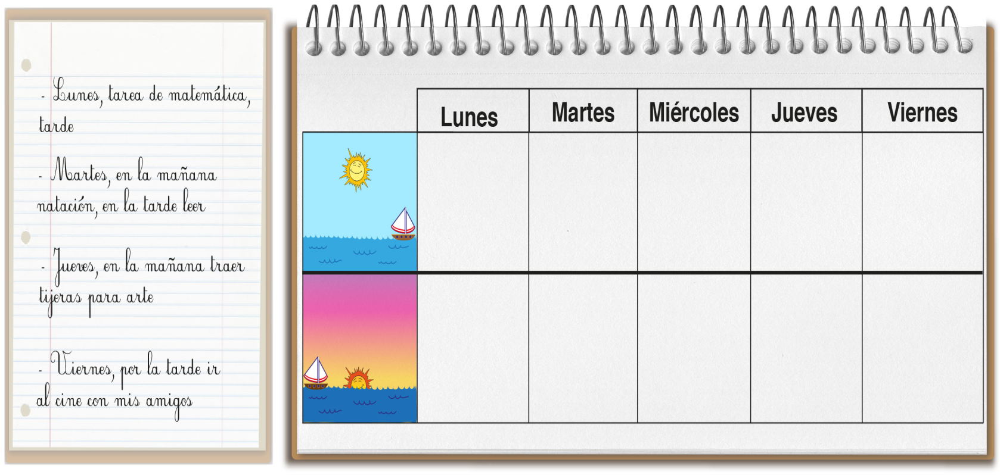 - Lunes, tarea de matemática,
tarde
- Martes, en la mañana
natación, en la tarde leer
- Jueves, en la mañana traer
tijeras para arte
- Viernes, por la tarde ir
al cine con mis amigos
Lunes Martes Miércoles Jueves Viernes